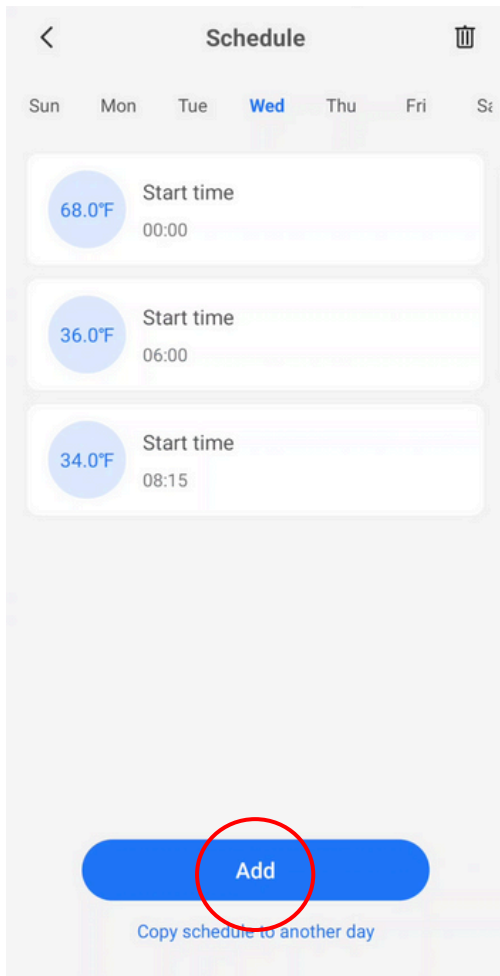 Schedule
Sun Mon Tue Wed Thu Fri Sa
68.0°F
Start time
00:00
36.0°F
Start time
06:00
34.0°F
Start time
08:15
Add
Copy schedule to another day